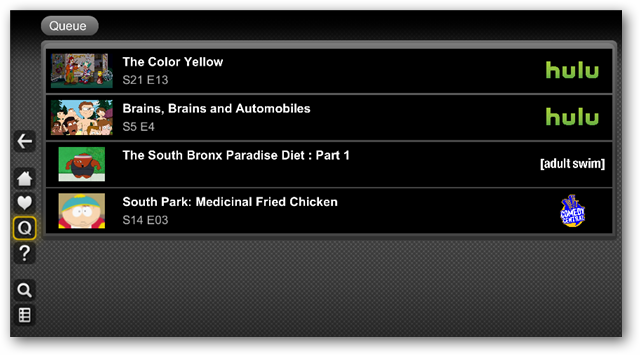 Queue
The Color Yellow
S21 E13
hulu
Brains, Brains and Automobiles
S5 E4
hulu
The South Bronx Paradise Diet : Part 1
[adult swim]
South Park: Medicinal Fried Chicken
S14 E03
COMEDY
CENTRAL
Q
?